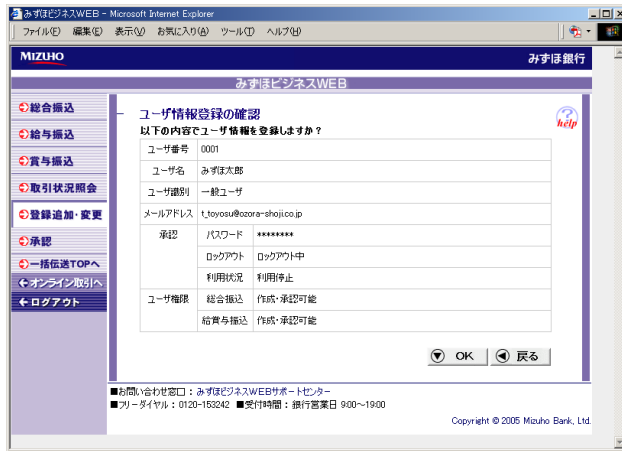 みずほビジネスWEB - Microsoft Internet Explorer
ファイル(F) 編集(E) 表示(V) お気に入り(A) ツール(T) ヘルプ(H)
MIZUHO みずほ銀行
みずほビジネスWEB
総合振込
給与振込
賞与振込
取引状況照会
登録追加・変更
承認
一括伝送TOPへ
オンライン取引へ
ログアウト
ユーザ情報登録の確認
help
以下の内容でユーザ情報を登録しますか?
ユーザ番号 0001
ユーザ名 みずほ太郎
ユーザ識別 一般ユーザ
メールアドレス t_toyosu@ozora-shoji.co.jp
承認 パスワード ********
ロックアウト ロックアウト中
利用状況 利用停止
ユーザ権限 総合振込 作成・承認可能
給賞与振込 作成・承認可能
OK 戻る
■お問い合わせ窓口:みずほビジネスWEBサポートセンター
■フリーダイヤル:0120-153242 ■受付時間:銀行営業日 9:00~19:00
Copyright © 2005 Mizuho Bank, Ltd.